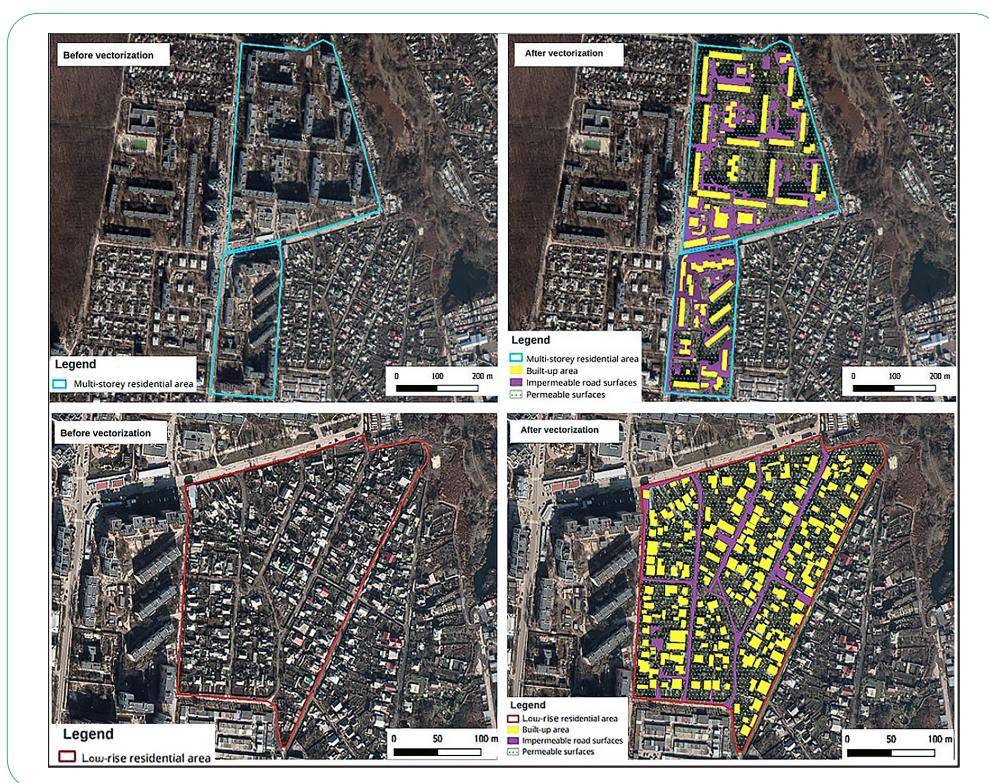 Before vectorization
Legend
Multi-storey residential area
0 100 200 m
After vectorization
Legend
Multi-storey residential area
Built-up area
Impermeable road surfaces
Permeable surfaces
0 100 200 m
Before vectorization
Legend
Low-rise residential area
0 50 100 m
After vectorization
Legend
Low-rise residential area
Built-up area
Impermeable road surfaces
Permeable surfaces
0 50 100 m